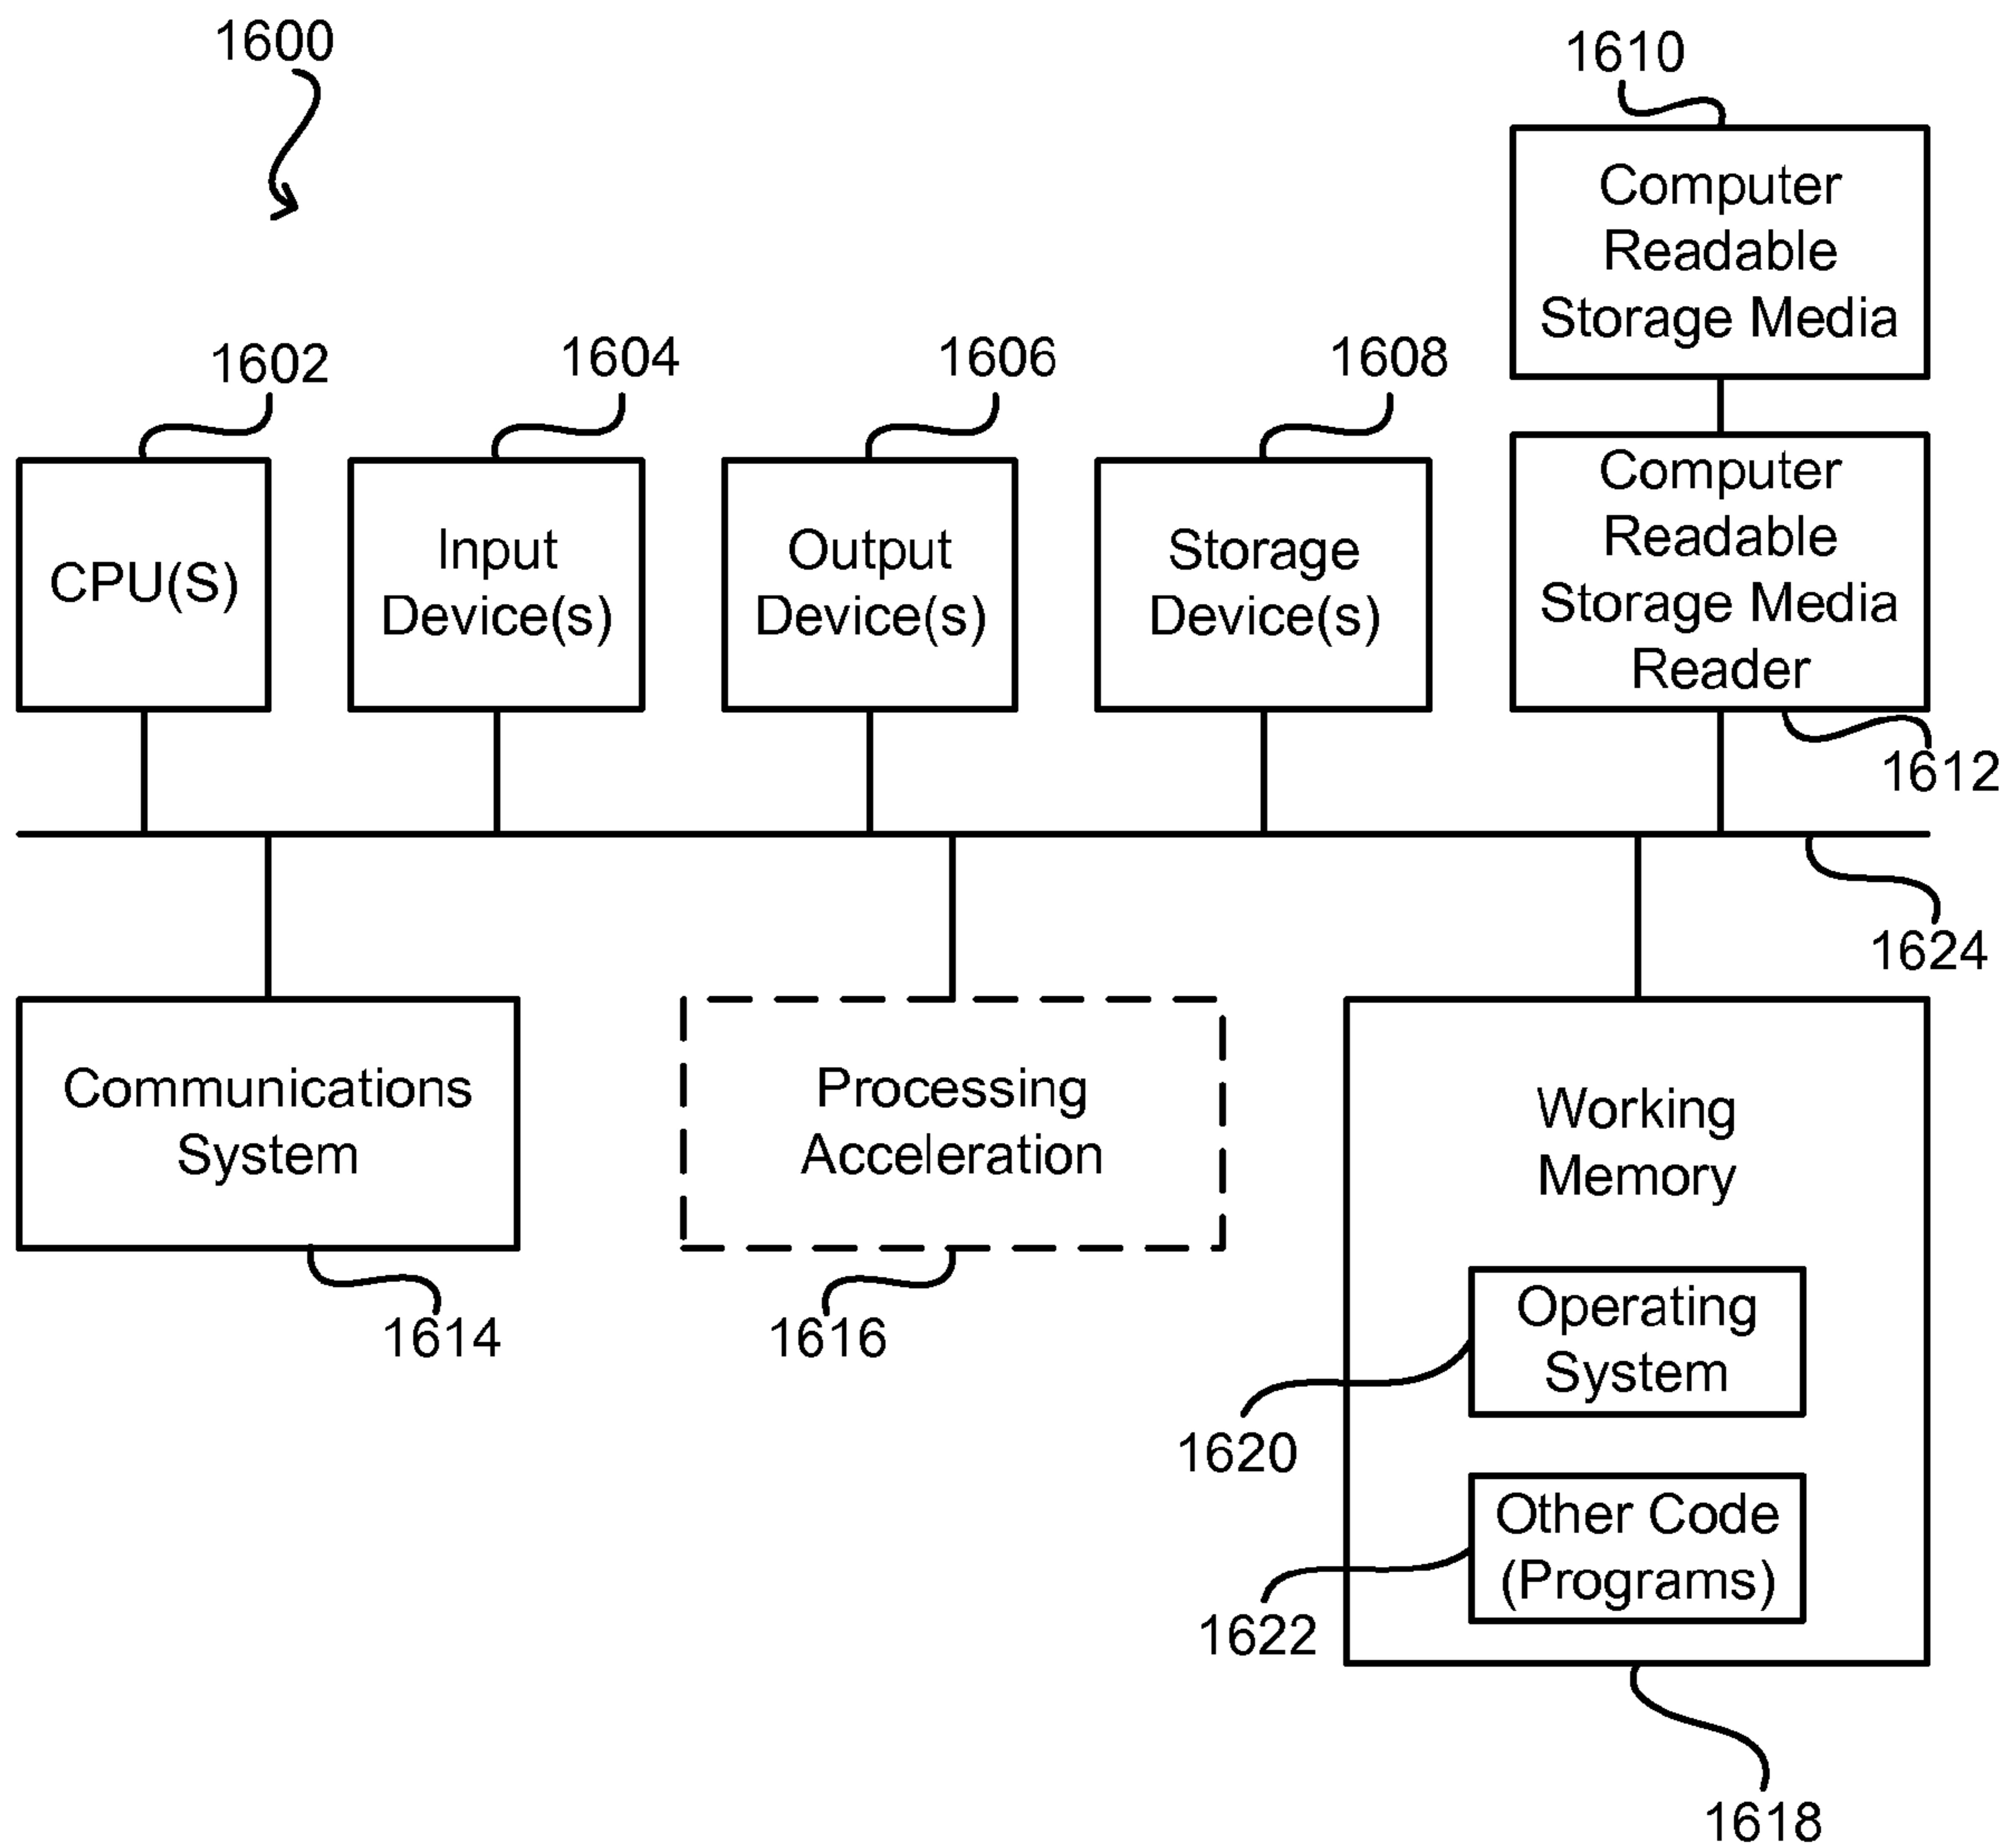 1600
1610
Computer
Readable
Storage Media
1602
1604
1606
1608
CPU(S)
Input
Device(s)
Output
Device(s)
Storage
Device(s)
Computer
Readable
Storage Media
Reader
1612
1624
Communications
System
1614
Processing
Acceleration
1616
Working
Memory
Operating
System
1620
Other Code
(Programs)
1622
1618